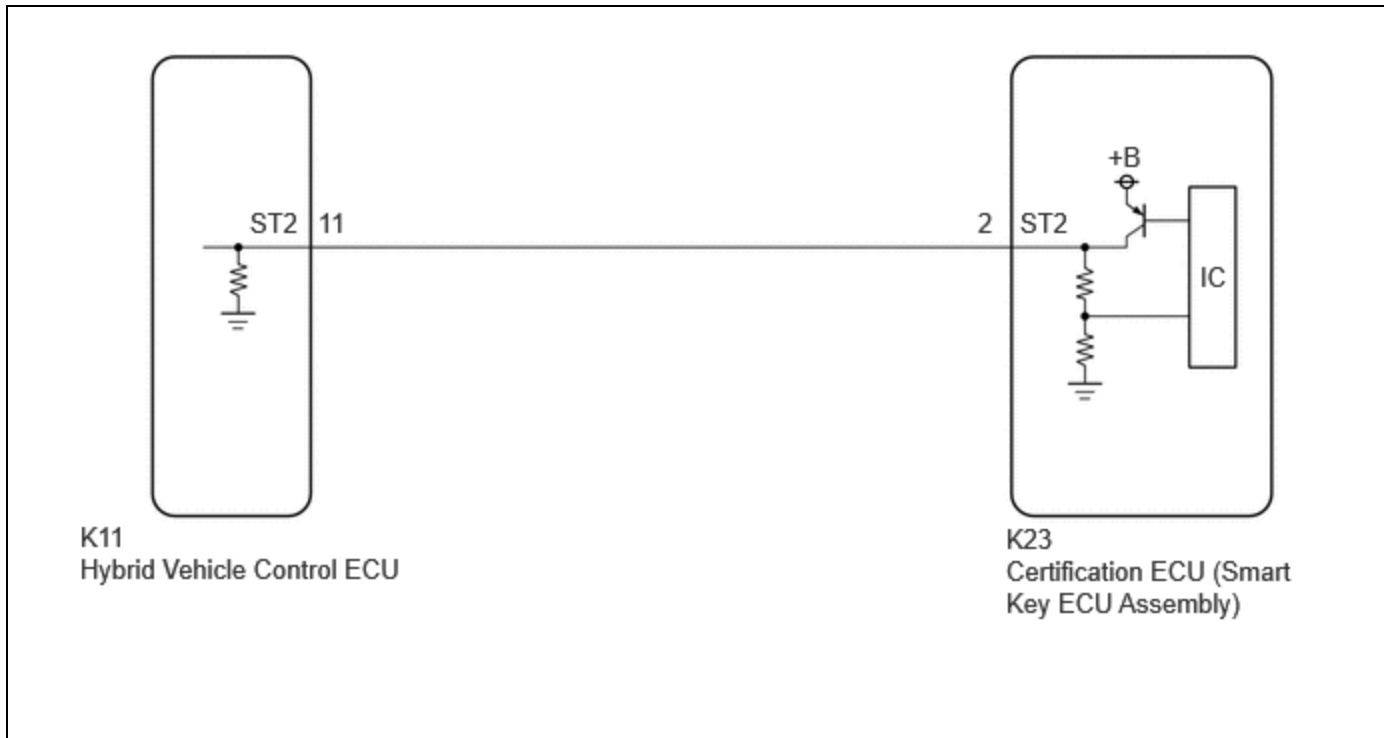 +B
ST2 11
2 ST2
IC
K11
Hybrid Vehicle Control ECU
K23
Certification ECU (Smart
Key ECU Assembly)